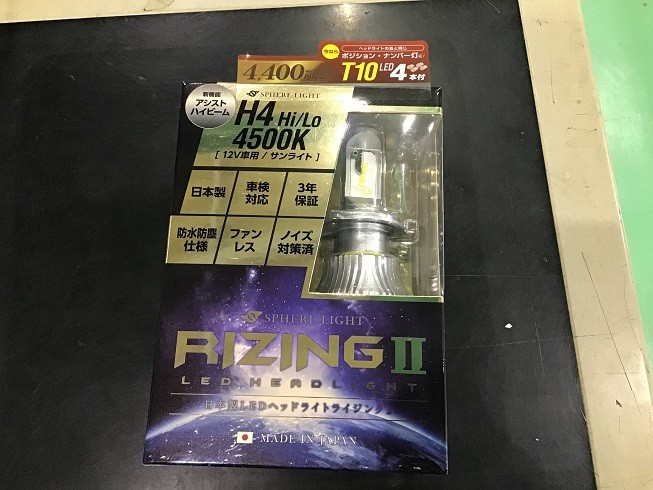 今なら
ヘッドライトの色と同じ
ポジション・ナンバー灯に
4,400
T10 LED 4本付
新機能
アシスト
ハイビーム
SPHERE LIGHT
H4 Hi/Lo
4500K
[ 12V車用 / サンライト ]
日本製
車検
対応
3年
保証
防水防塵
仕様
ファン
レス
ノイズ
対策済
SPHERE LIGHT
RIZING II
LED HEADLIGHT
日本製LEDヘッドライトライジング
MADE IN JAPAN